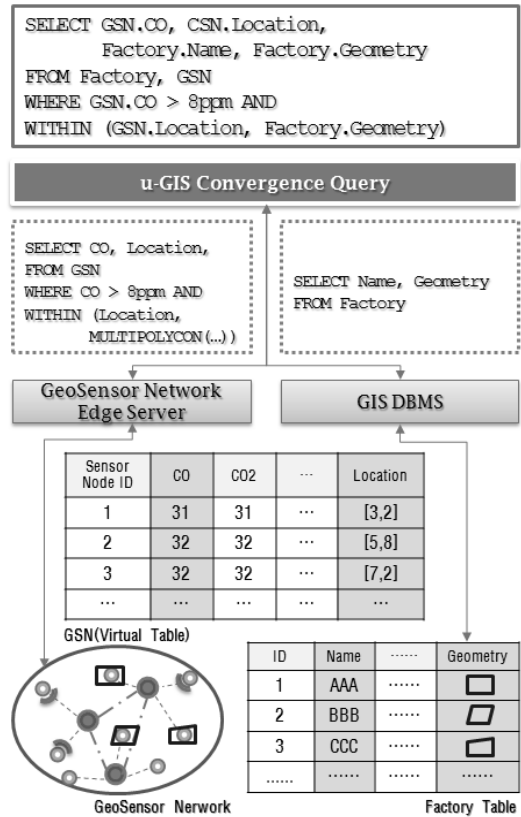 SELECT GSN.CO, CSN.Location,
Factory.Name, Factory.Geometry
FROM Factory, GSN
WHERE GSN.CO > 8ppm AND
WITHIN (GSN.Location, Factory.Geometry)
u-GIS Convergence Query
SELECT CO, Location,
FROM GSN
WHERE CO > 8ppm AND
WITHIN (Location,
MULTIPOLYCON(…))
SELECT Name, Geometry
FROM Factory
GeoSensor Network
Edge Server
GIS DBMS
Sensor
Node ID CO CO2 … Location
1 31 31 … [3,2]
2 32 32 … [5,8]
3 32 32 … [7,2]
… … … … …
GSN(Virtual Table)
ID Name …… Geometry
1 AAA ……
2 BBB ……
3 CCC ……
…… …… …… ……
GeoSensor Nerwork
Factory Table